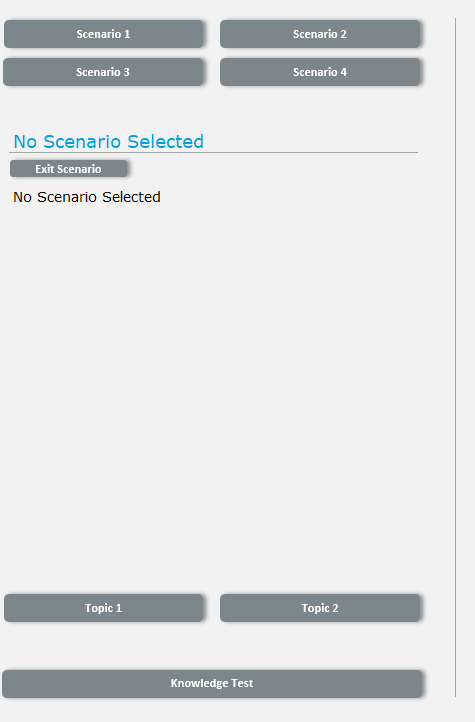 Scenario 1
Scenario 2
Scenario 3
Scenario 4
No Scenario Selected
Exit Scenario
No Scenario Selected
Topic 1
Topic 2
Knowledge Test